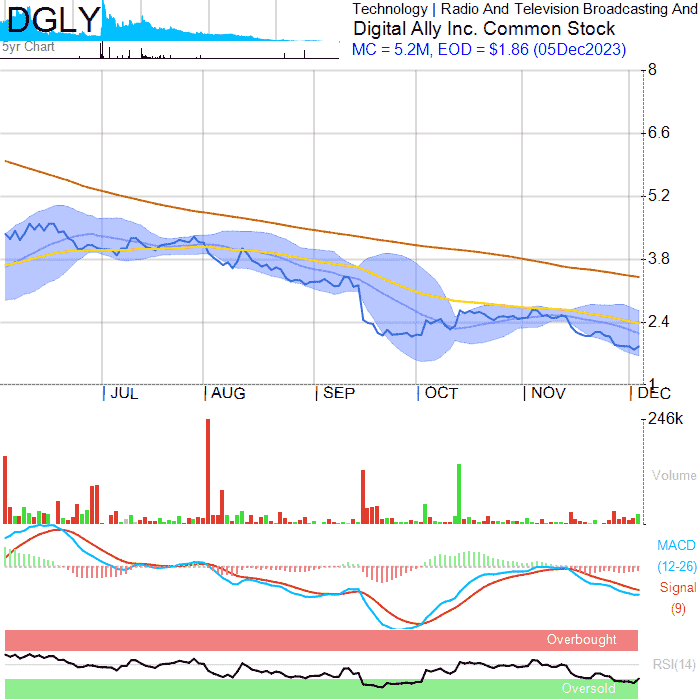 DGLY
5yr Chart
Technology | Radio And Television Broadcasting And
Digital Ally Inc. Common Stock
MC = 5.2M, EOD = $1.86 (05Dec2023)
8
6.6
5.2
3.8
2.4
1
JUL AUG SEP OCT NOV DEC
246k
Volume
MACD
(12-26)
Signal
(9)
Overbought
RSI(14)
Oversold